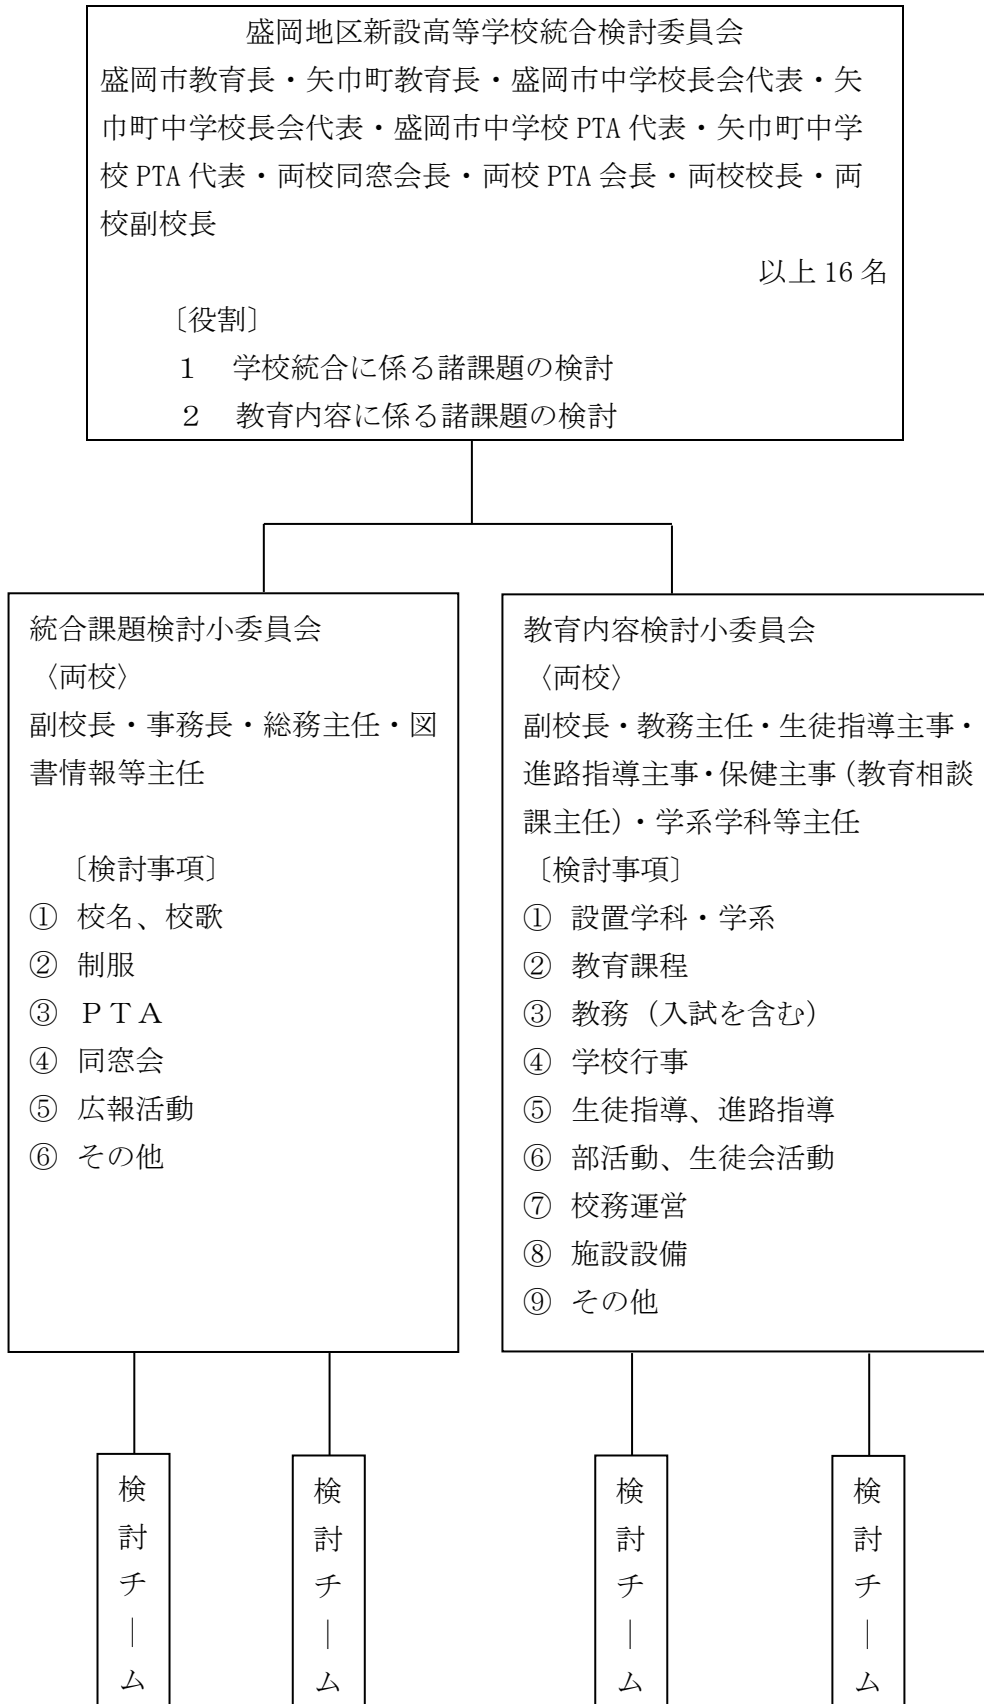 盛岡地区新設高等学校統合検討委員会
盛岡市教育長・矢巾町教育長・盛岡市中学校長会代表・矢
巾町中学校長会代表・盛岡市中学校 PTA 代表・矢巾町中学
校 PTA 代表・両校同窓会長・両校 PTA 会長・両校校長・両
校副校長
以上 16 名
〔役割〕
１　学校統合に係る諸課題の検討
２　教育内容に係る諸課題の検討
統合課題検討小委員会
〈両校〉
副校長・事務長・総務主任・図
書情報等主任
〔検討事項〕
① 校名、校歌
② 制服
③ ＰＴＡ
④ 同窓会
⑤ 広報活動
⑥ その他
教育内容検討小委員会
〈両校〉
副校長・教務主任・生徒指導主事・
進路指導主事・保健主事（教育相談
課主任）・学系学科等主任
〔検討事項〕
① 設置学科・学系
② 教育課程
③ 教務（入試を含む）
④ 学校行事
⑤ 生徒指導、進路指導
⑥ 部活動、生徒会活動
⑦ 校務運営
⑧ 施設設備
⑨ その他
検討チーム
検討チーム
検討チーム
検討チーム